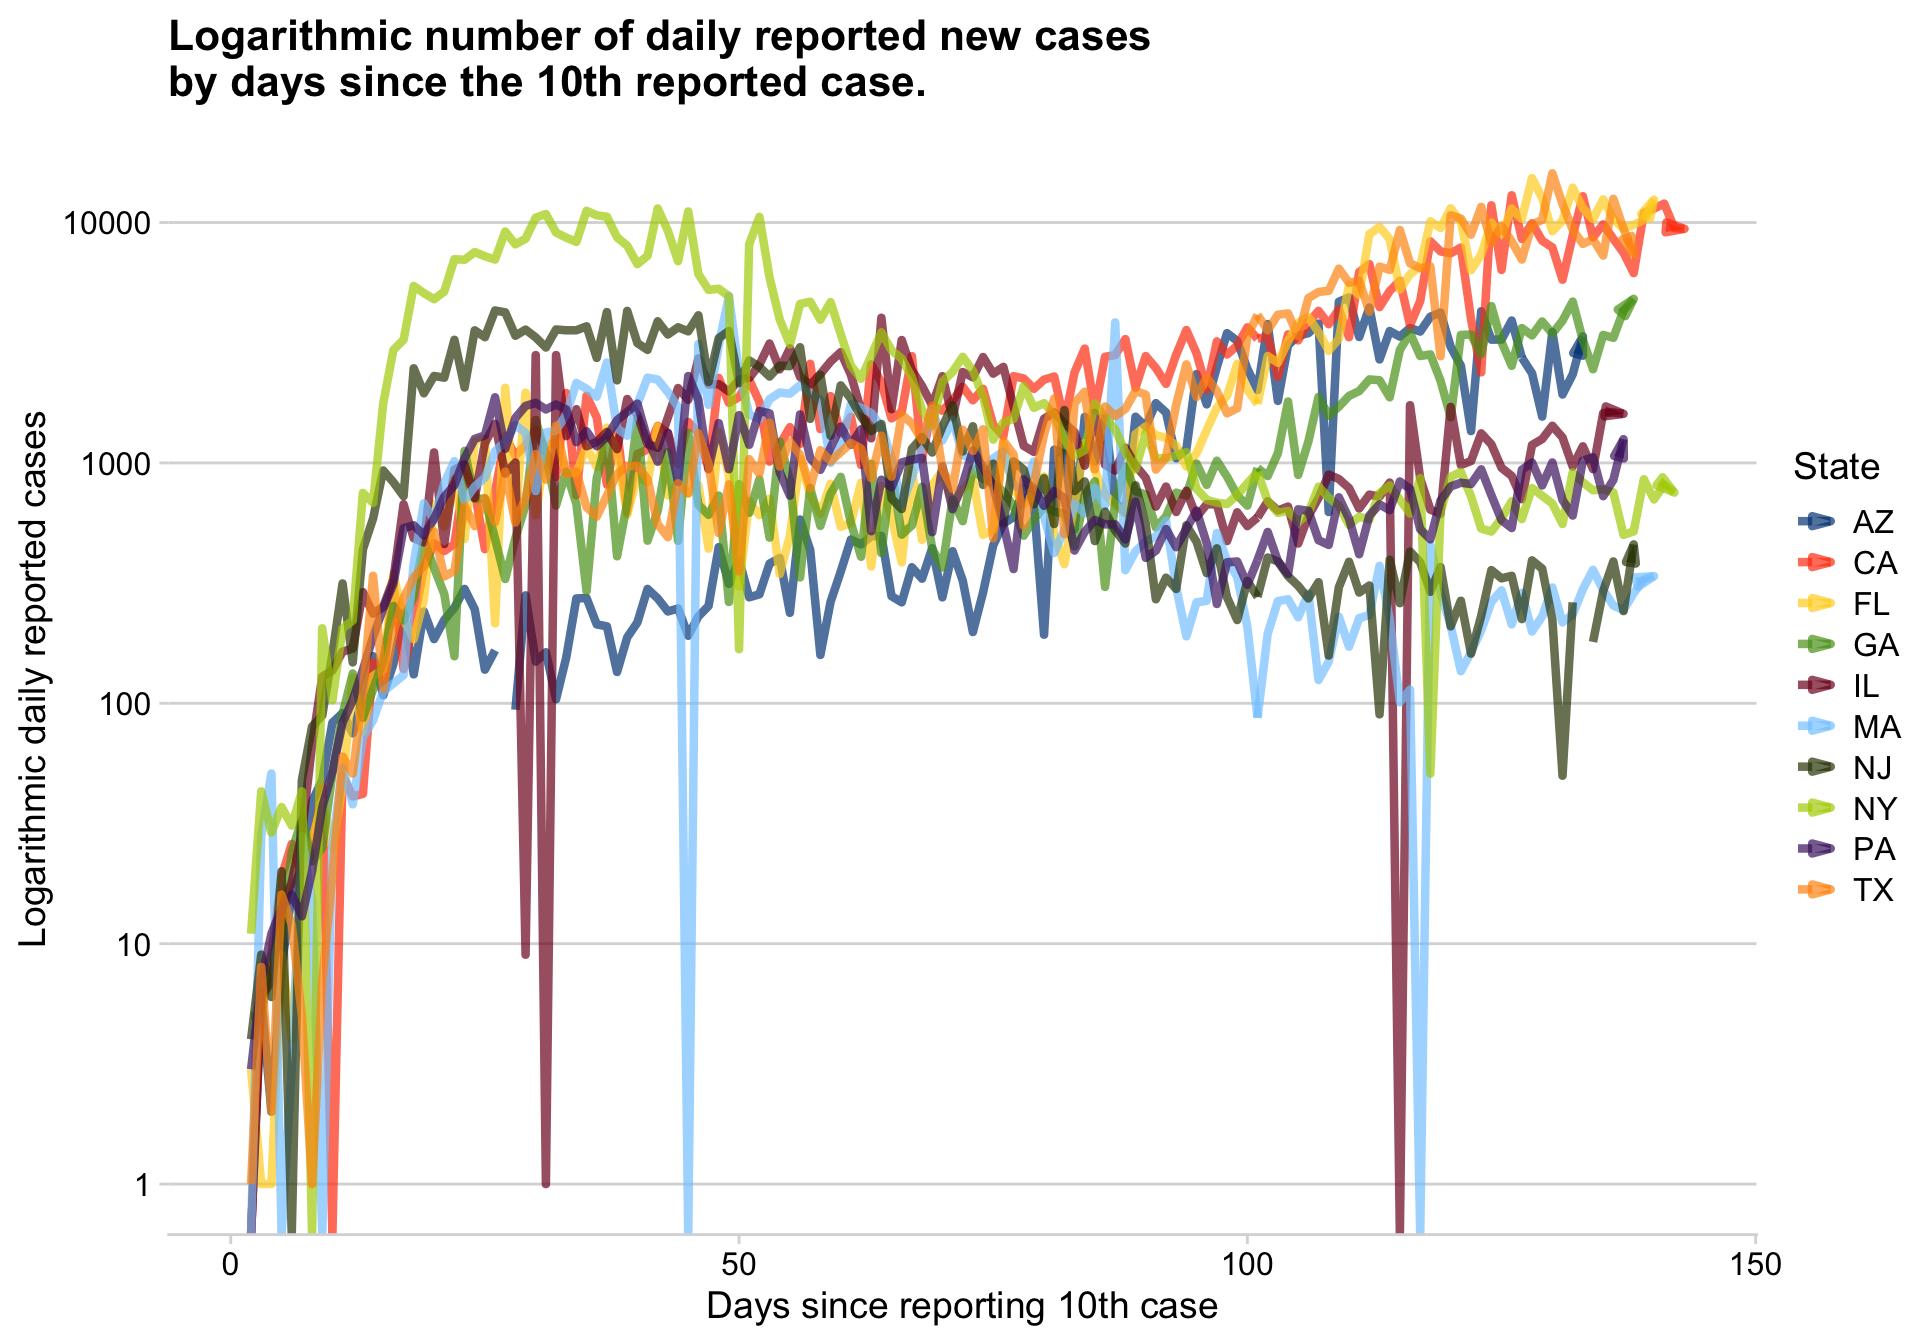 Logarithmic number of daily reported new cases
by days since the 10th reported case.
Logarithmic daily reported cases
10000
1000
100
10
1
0
50
100
150
Days since reporting 10th case
State
AZ
CA
FL
GA
IL
MA
NJ
NY
PA
TX